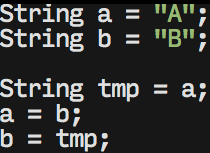 String a = "A";
String b = "B";
String tmp = a;
a = b;
b = tmp;